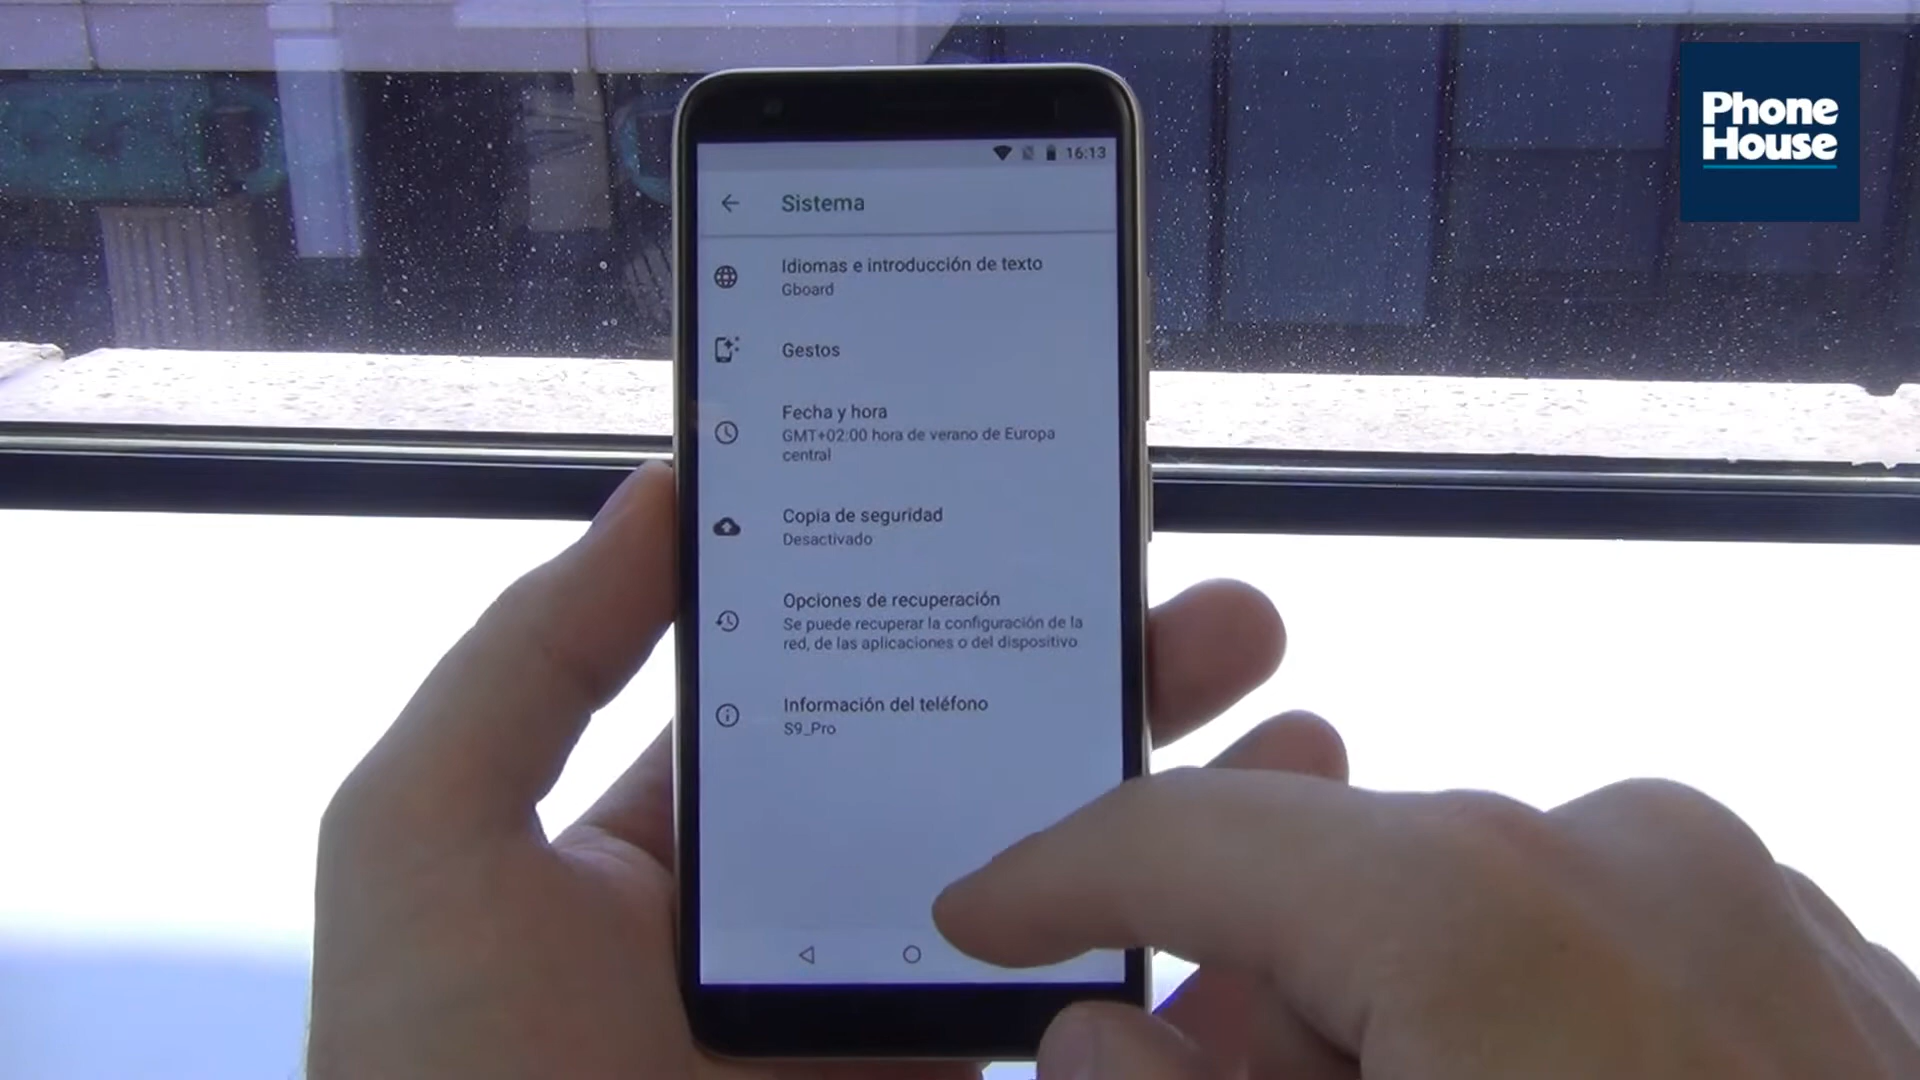 Phone
House
16:13
Sistema
Idiomas e introducción de texto
Gboard
Gestos
Fecha y hora
GMT+02:00 hora de verano de Europa
central
Copia de seguridad
Desactivado
Opciones de recuperación
Se puede recuperar la configuración de la
red, de las aplicaciones o del dispositivo
Información del teléfono
S9_Pro